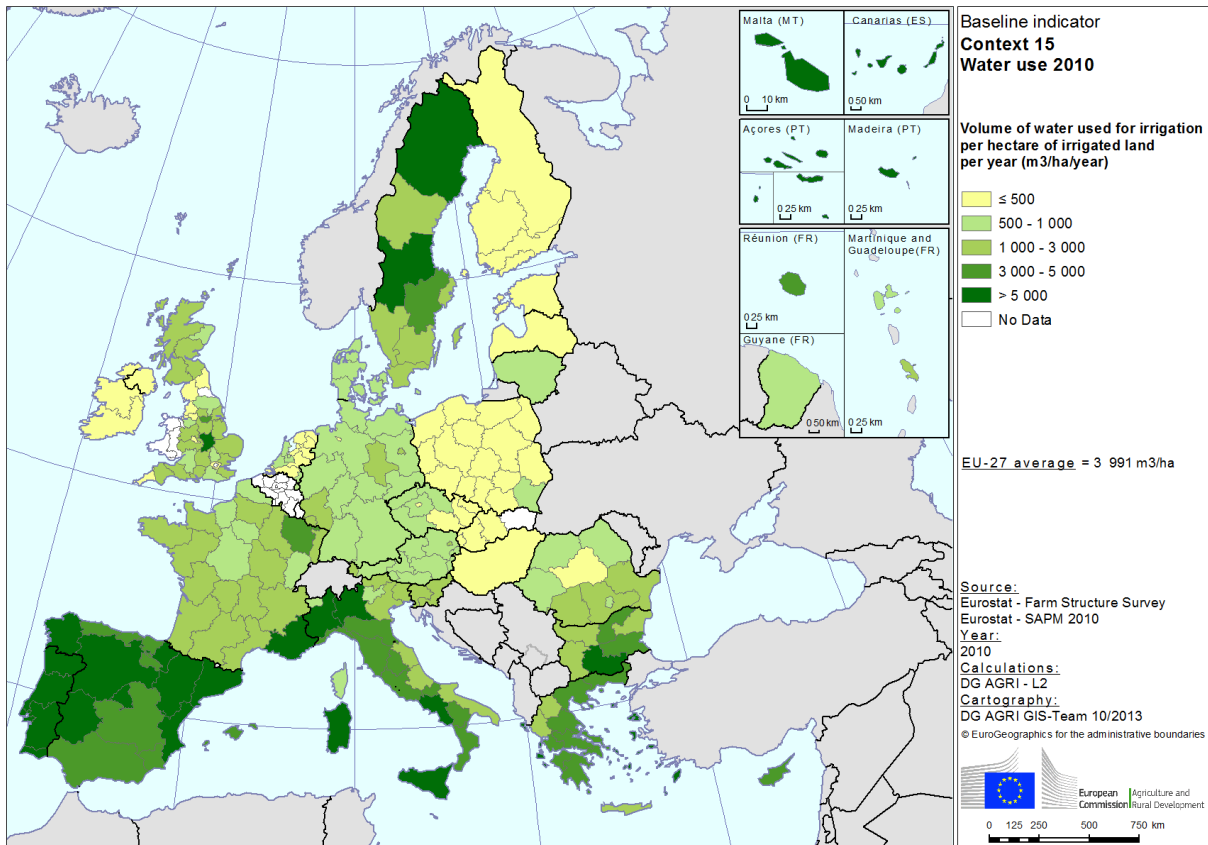 Malta (MT)
0 10 km
Canarias (ES)
0 50 km
Açores (PT)
0 25 km
Madeira (PT)
0 25 km
Réunion (FR)
0 25 km
Martinique and
Guadeloupe(FR)
0 25 km
Guyane (FR)
0 50 km
Baseline indicator
Context 15
Water use 2010
Volume of water used for irrigation
per hectare of irrigated land
per year (m3/ha/year)
≤ 500
500 - 1 000
1 000 - 3 000
3 000 - 5 000
> 5 000
No Data
EU-27 average = 3 991 m3/ha
Source:
Eurostat - Farm Structure Survey
Eurostat - SAPM 2010
Year:
2010
Calculations:
DG AGRI - L2
Cartography:
DG AGRI GIS-Team 10/2013
© EuroGeographics for the administrative boundaries
European
Commission
Agriculture and
Rural Development
0 125 250 500 750 km